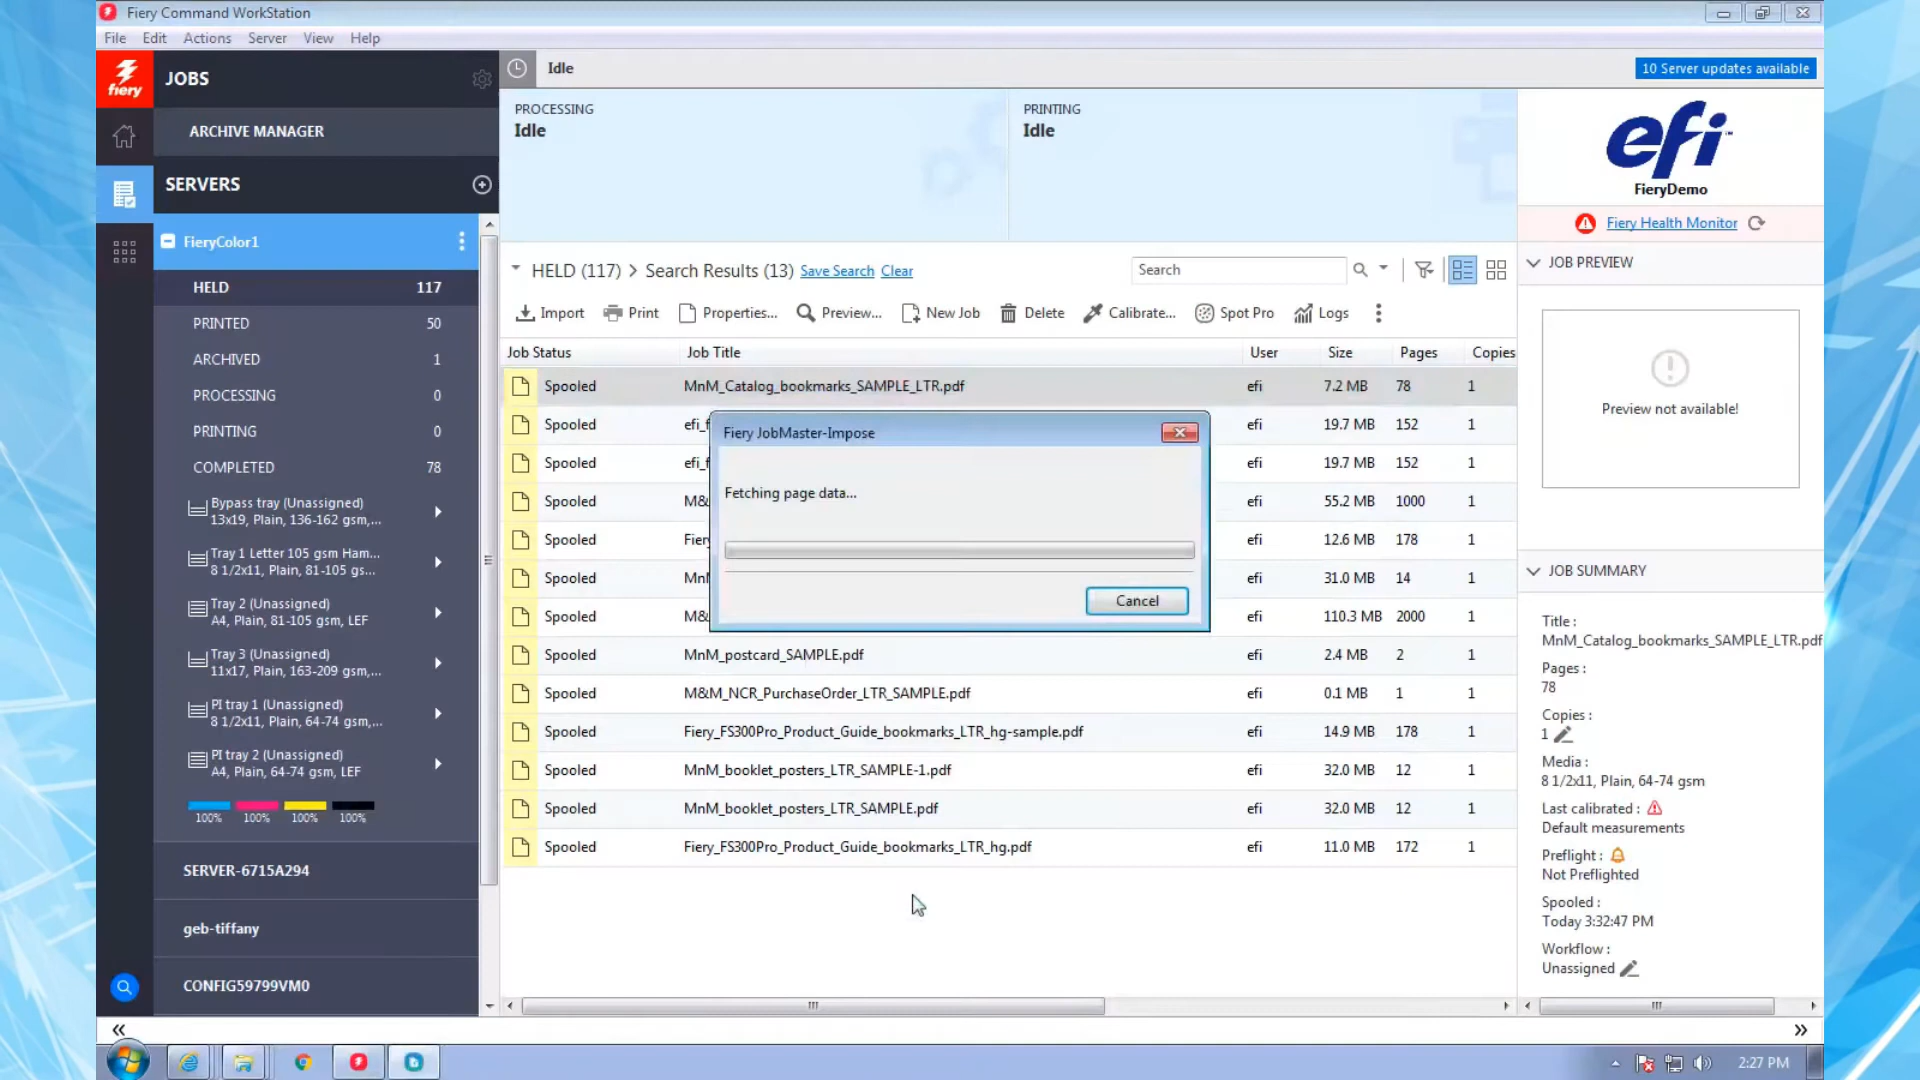 Fiery Command WorkStation
File Edit Actions Server View Help
fiery
JOBS
Idle
10 Server updates available
ARCHIVE MANAGER
SERVERS
PROCESSING
Idle
PRINTING
Idle
efi
FieryDemo
Fiery Health Monitor
FieryColor1
HELD 117
PRINTED 50
ARCHIVED 1
PROCESSING 0
PRINTING 0
COMPLETED 78
Bypass tray (Unassigned)
13x19, Plain, 136-162 gsm,...
Tray 1 Letter 105 gsm Ham...
8 1/2x11, Plain, 81-105 gs...
Tray 2 (Unassigned)
A4, Plain, 81-105 gsm, LEF
Tray 3 (Unassigned)
11x17, Plain, 163-209 gsm,...
PI tray 1 (Unassigned)
8 1/2x11, Plain, 64-74 gsm,...
PI tray 2 (Unassigned)
A4, Plain, 64-74 gsm, LEF
100% 100% 100% 100%
SERVER-6715A294
geb-tiffany
CONFIG59799VM0
HELD (117) > Search Results (13) Save Search Clear
Search
Import Print Properties... Preview... New Job Delete Calibrate... Spot Pro Logs
Job Status Job Title User Size Pages Copies
Spooled MnM_Catalog_bookmarks_SAMPLE_LTR.pdf efi 7.2 MB 78 1
Spooled efi_f efi 19.7 MB 152 1
Spooled efi_f efi 19.7 MB 152 1
Spooled M& efi 55.2 MB 1000 1
Spooled Fier efi 12.6 MB 178 1
Spooled Mn efi 31.0 MB 14 1
Spooled M& efi 110.3 MB 2000 1
Spooled MnM_postcard_SAMPLE.pdf efi 2.4 MB 2 1
Spooled M&M_NCR_PurchaseOrder_LTR_SAMPLE.pdf efi 0.1 MB 1 1
Spooled Fiery_FS300Pro_Product_Guide_bookmarks_LTR_hg-sample.pdf efi 14.9 MB 178 1
Spooled MnM_booklet_posters_LTR_SAMPLE-1.pdf efi 32.0 MB 12 1
Spooled MnM_booklet_posters_LTR_SAMPLE.pdf efi 32.0 MB 12 1
Spooled Fiery_FS300Pro_Product_Guide_bookmarks_LTR_hg.pdf efi 11.0 MB 172 1
Fiery JobMaster-Impose
Fetching page data...
Cancel
JOB PREVIEW
Preview not available!
JOB SUMMARY
Title :
MnM_Catalog_bookmarks_SAMPLE_LTR.pdf
Pages :
78
Copies :
1
Media :
8 1/2x11, Plain, 64-74 gsm
Last calibrated :
Default measurements
Preflight :
Not Preflighted
Spooled :
Today 3:32:47 PM
Workflow :
Unassigned
2:27 PM